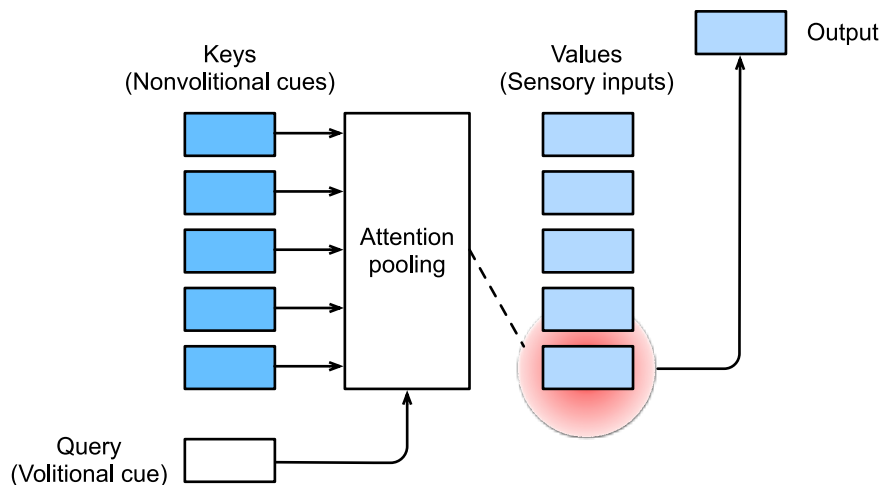 Keys
(Nonvolitional cues)
Values
(Sensory inputs)
Output
Attention
pooling
Query
(Volitional cue)